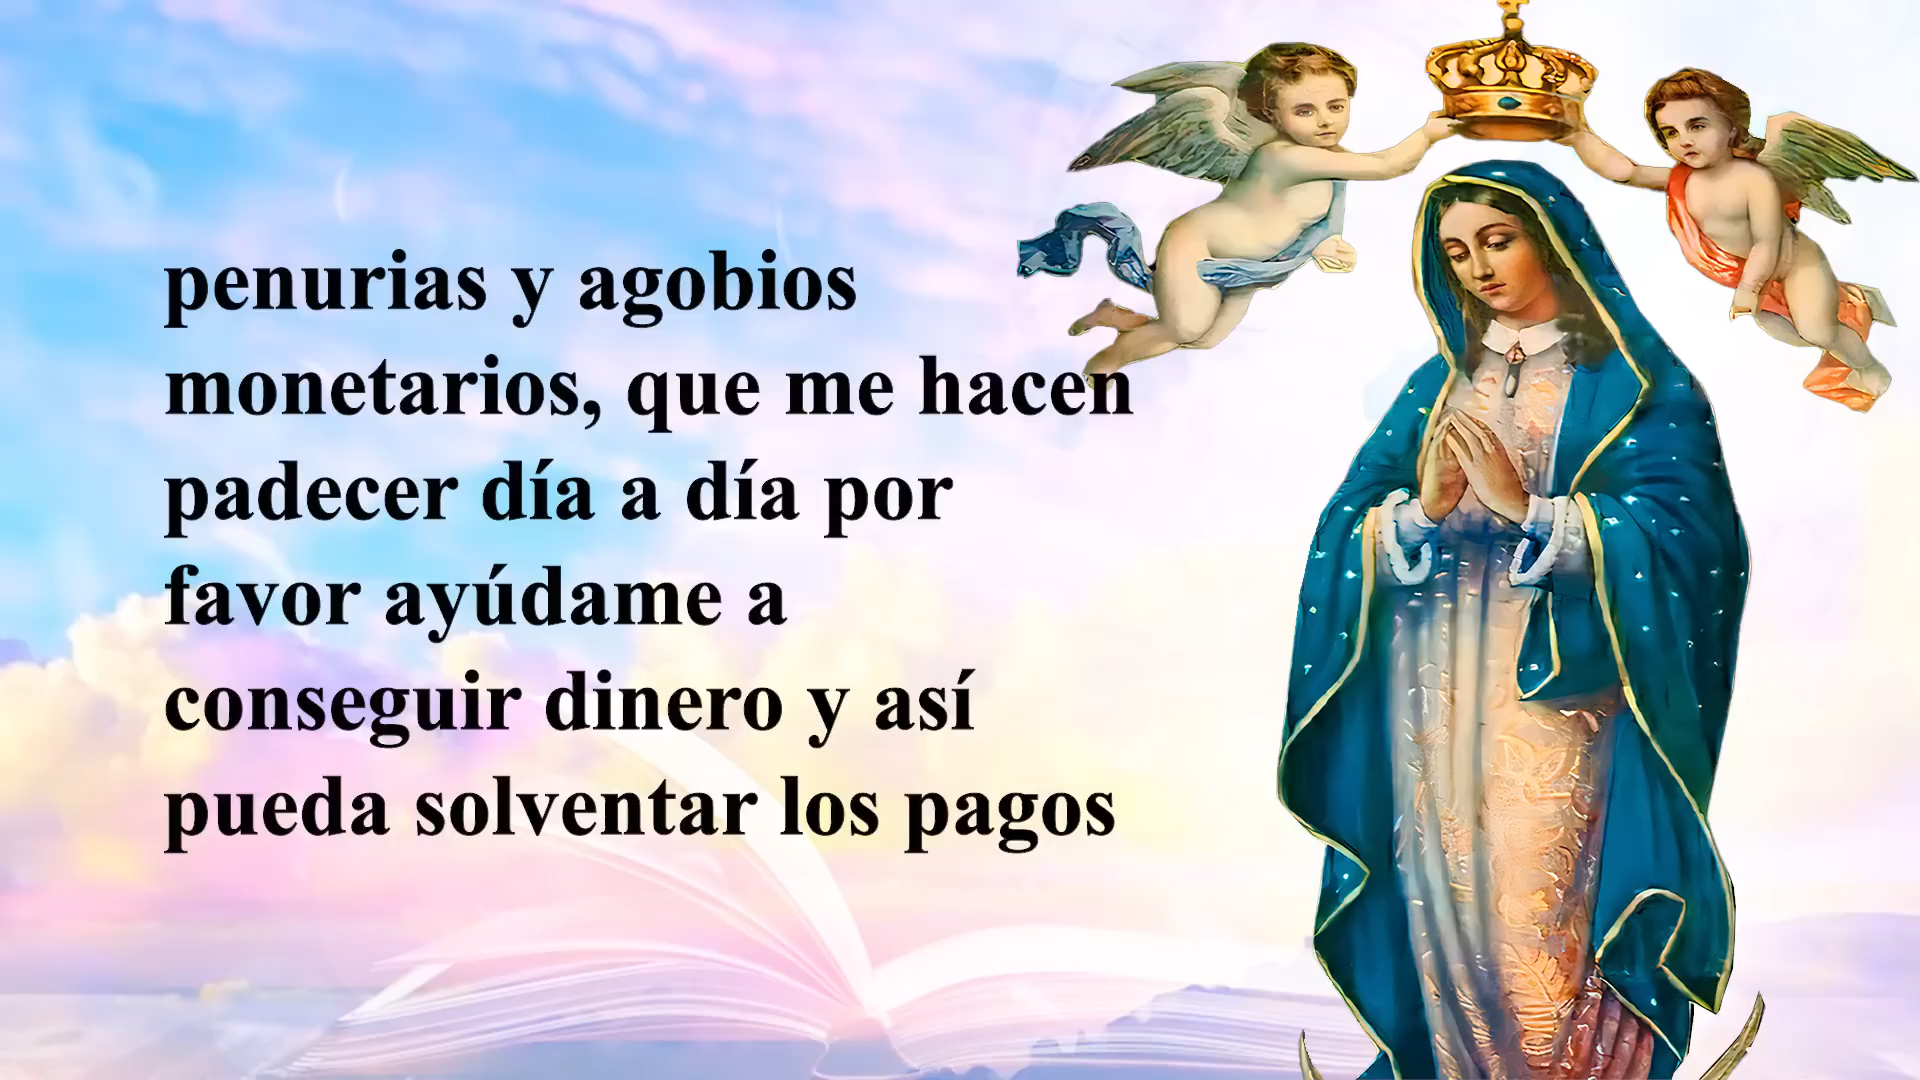 penurias y agobios
monetarios, que me hacen
padecer día a día por
favor ayúdame a
conseguir dinero y así
pueda solventar los pagos